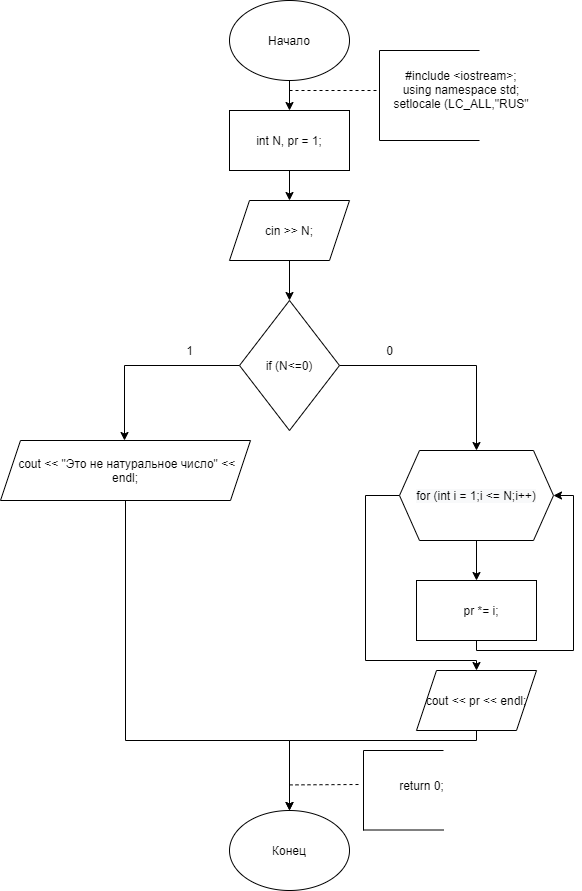 Начало
#include <iostream>;
using namespace std;
setlocale (LC_ALL,"RUS"
int N, pr = 1;
cin >> N;
if (N<=0)
1
0
cout << "Это не натуральное число" <<
endl;
for (int i = 1;i <= N;i++)
pr *= i;
cout << pr << endl;
return 0;
Конец